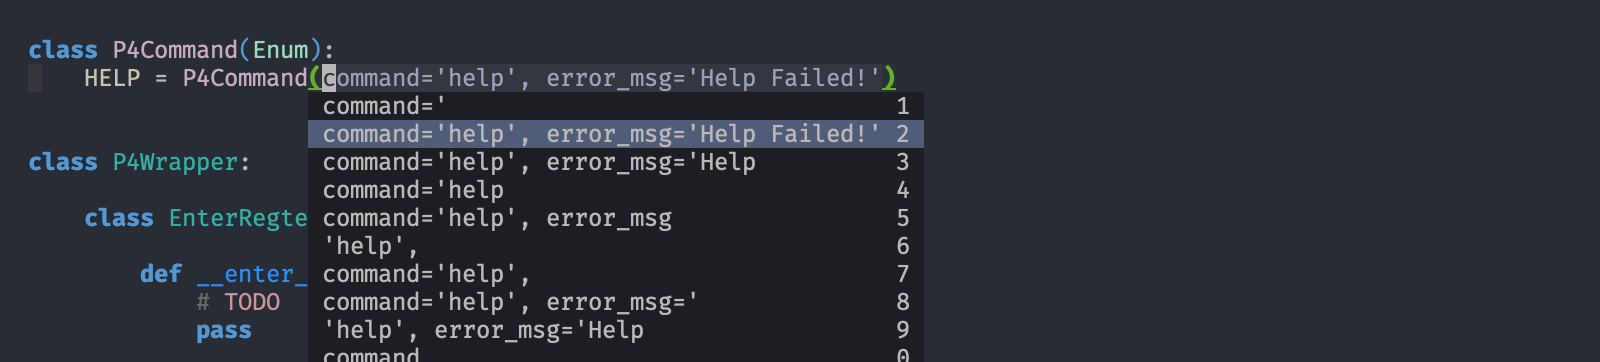 class P4Command(Enum):
HELP = P4Command(command='help', error_msg='Help Failed!')
command=' 1
command='help', error_msg='Help Failed!' 2
class P4Wrapper: command='help', error_msg='Help 3
command='help 4
class EnterRegte command='help', error_msg 5
'help', 6
def __enter_ command='help', 7
# TODO command='help', error_msg=' 8
pass 'help', error_msg='Help 9
command 0